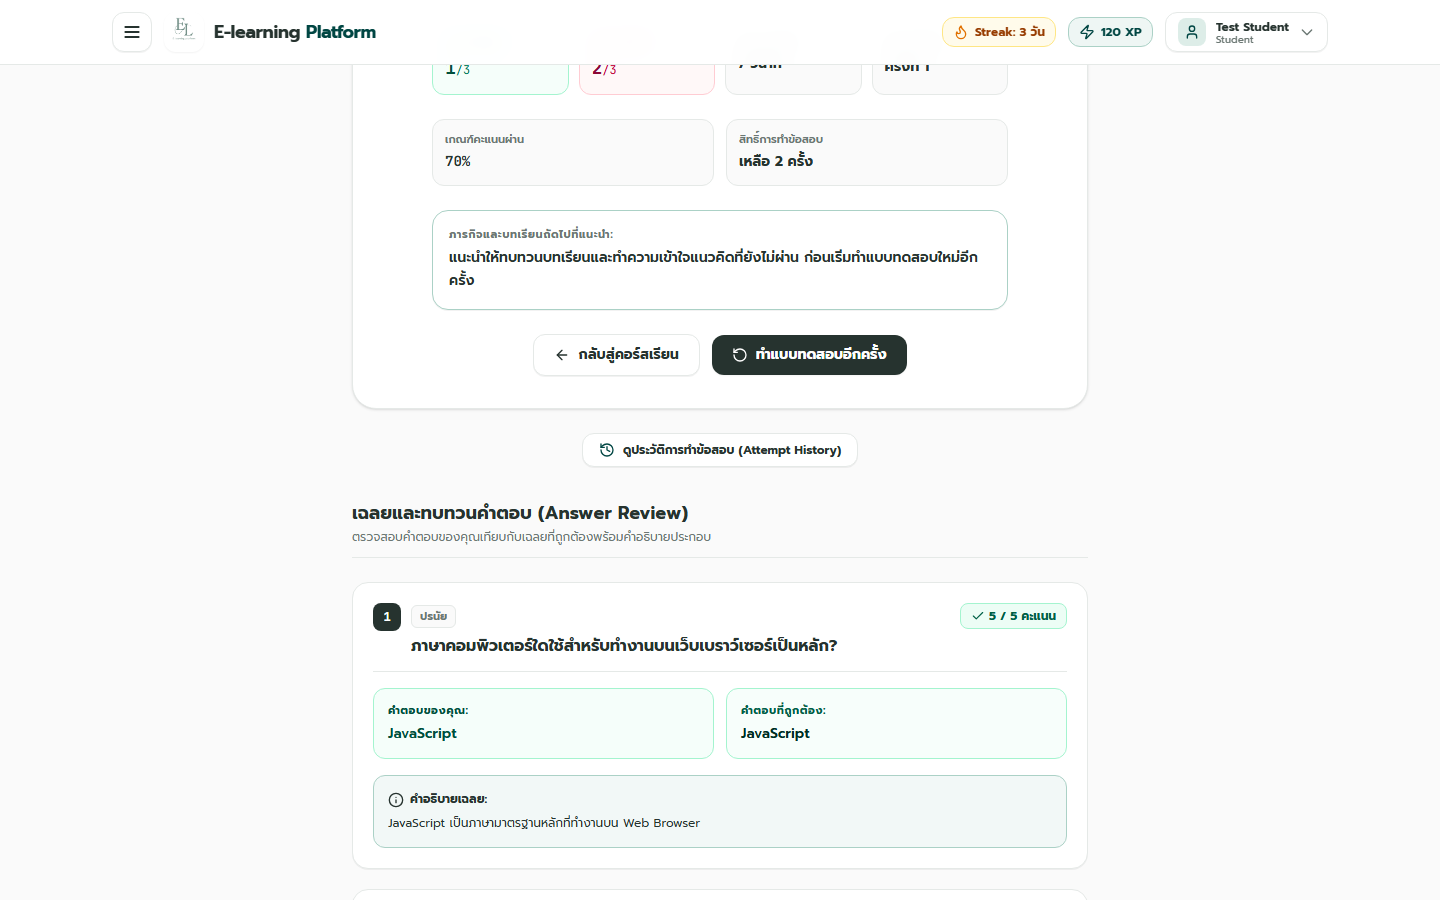 E-learning Platform
Streak: 3 วัน
120 XP
Test Student
Student
1/3
2/3
7 วินาที
ครั้งที่ 1
เกณฑ์คะแนนผ่าน
70%
สิทธิ์การทำข้อสอบ
เหลือ 2 ครั้ง
ภารกิจและบทเรียนถัดไปที่แนะนำ:
แนะนำให้ทบทวนบทเรียนและทำความเข้าใจแนวคิดที่ยังไม่ผ่าน ก่อนเริ่มทำแบบทดสอบใหม่อีก
ครั้ง
กลับสู่คอร์สเรียน
ทำแบบทดสอบอีกครั้ง
ดูประวัติการทำข้อสอบ (Attempt History)
เฉลยและทบทวนคำตอบ (Answer Review)
ตรวจสอบคำตอบของคุณเทียบกับเฉลยที่ถูกต้องพร้อมคำอธิบายประกอบ
1
ปรนัย
5 / 5 คะแนน
ภาษาคอมพิวเตอร์ใดใช้สำหรับทำงานบนเว็บเบราว์เซอร์เป็นหลัก?
คำตอบของคุณ:
JavaScript
คำตอบที่ถูกต้อง:
JavaScript
คำอธิบายเฉลย:
JavaScript เป็นภาษามาตรฐานหลักที่ทำงานบน Web Browser